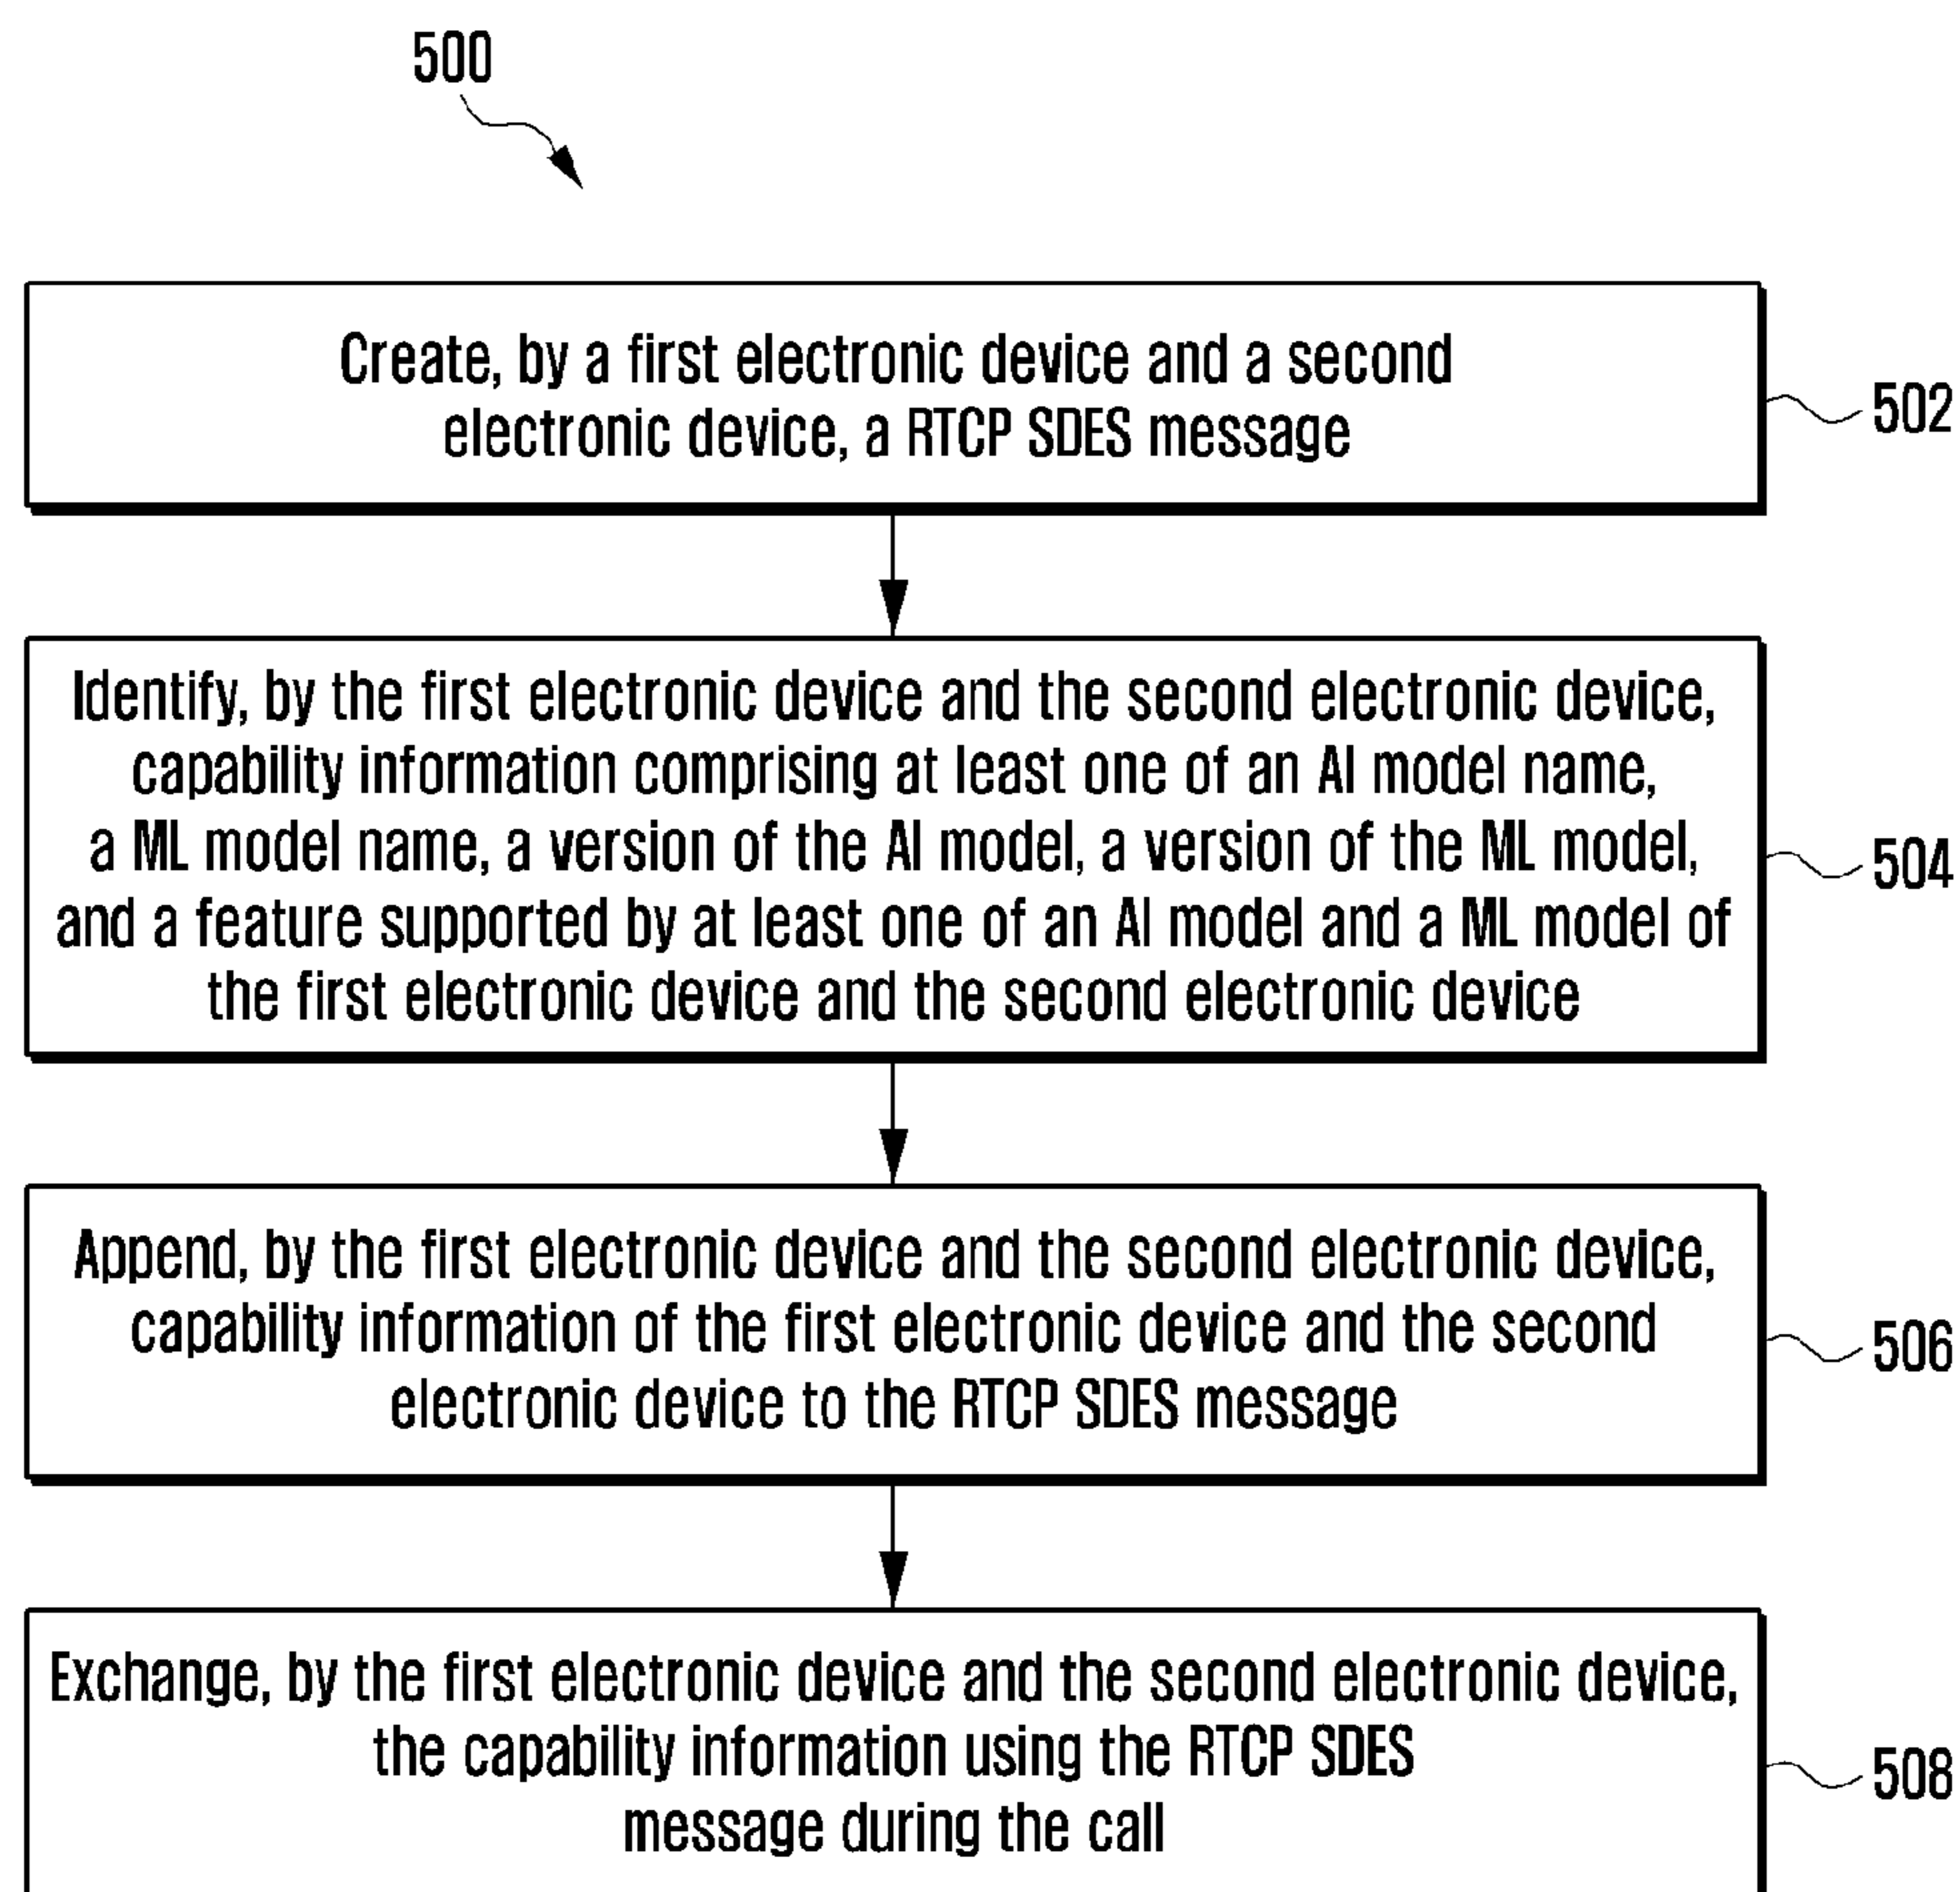 500
Create, by a first electronic device and a second
electronic device, a RTCP SDES message
502
Identify, by the first electronic device and the second electronic device,
capability information comprising at least one of an AI model name,
a ML model name, a version of the AI model, a version of the ML model,
and a feature supported by at least one of an AI model and a ML model of
the first electronic device and the second electronic device
504
Append, by the first electronic device and the second electronic device,
capability information of the first electronic device and the second
electronic device to the RTCP SDES message
506
Exchange, by the first electronic device and the second electronic device,
the capability information using the RTCP SDES
message during the call
508